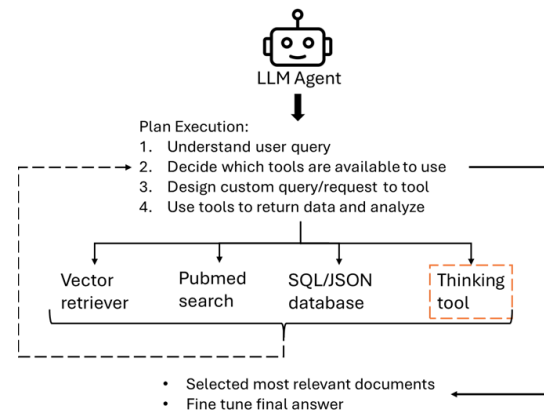 LLM Agent
Plan Execution:
1. Understand user query
2. Decide which tools are available to use
3. Design custom query/request to tool
4. Use tools to return data and analyze
Vector retriever
Pubmed search
SQL/JSON database
Thinking tool
• Selected most relevant documents
• Fine tune final answer